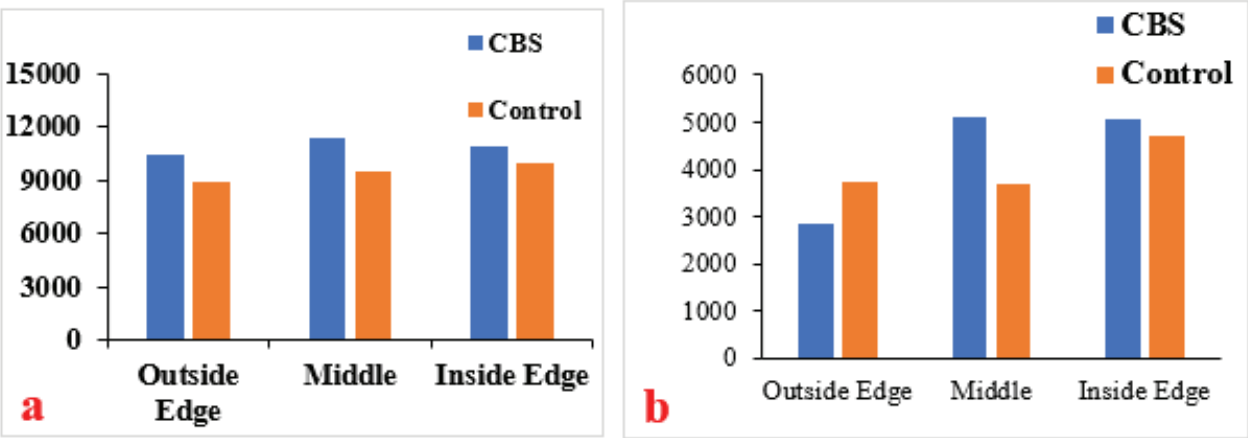 CBS
Control
15000
12000
9000
6000
3000
0
Outside
Edge
Middle
Inside Edge
a
CBS
Control
6000
5000
4000
3000
2000
1000
0
Outside Edge
Middle
Inside Edge
b